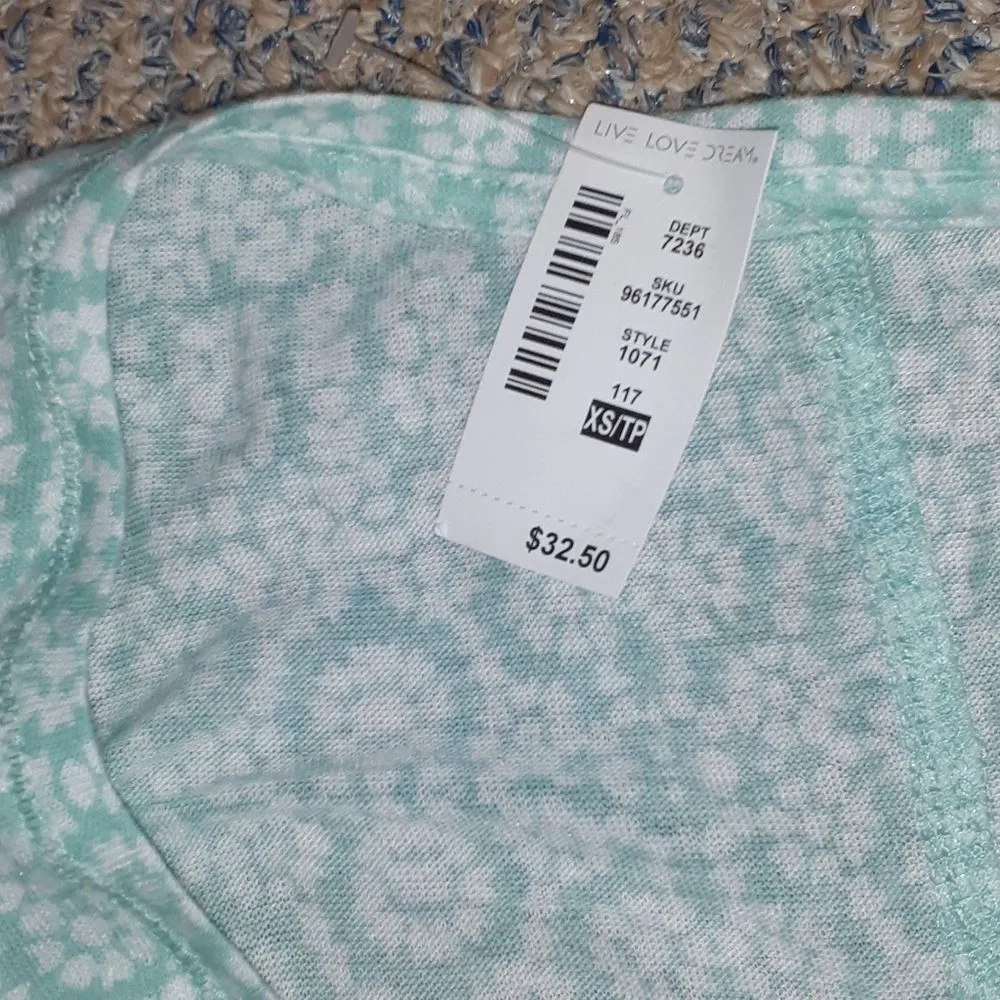 LIVE LOVE DREAM®
DEPT
7236
SKU
96177551
STYLE
1071
117
XS/TP
$32.50